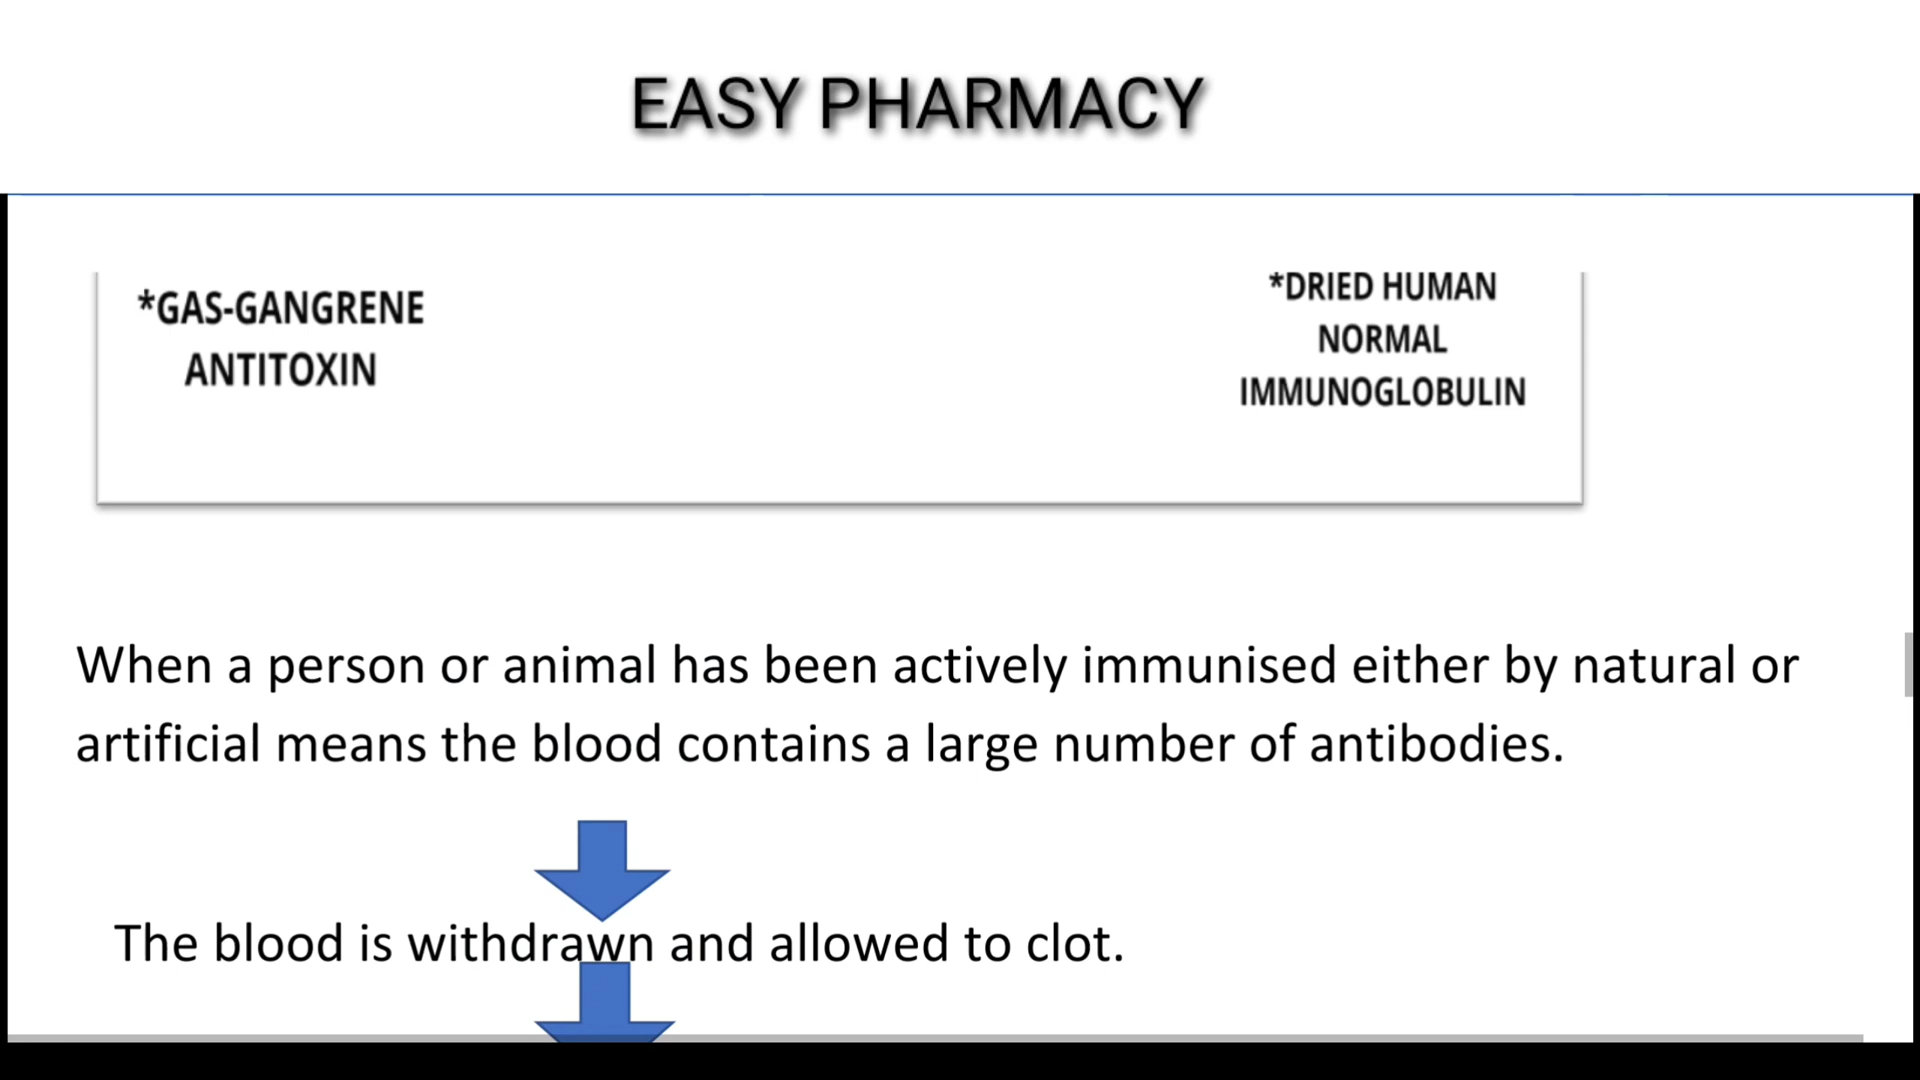 EASY PHARMACY
*GAS-GANGRENE
ANTITOXIN
*DRIED HUMAN
NORMAL
IMMUNOGLOBULIN
When a person or animal has been actively immunised either by natural or
artificial means the blood contains a large number of antibodies.
The blood is withdrawn and allowed to clot.